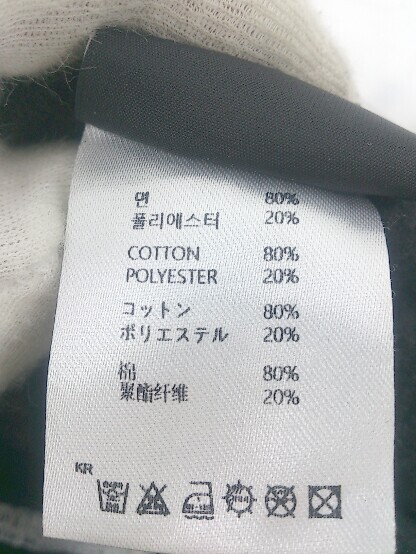 면 80%
폴리에스터 20%
COTTON 80%
POLYESTER 20%
コットン 80%
ポリエステル 20%
棉 80%
聚酯纤维 20%
KR